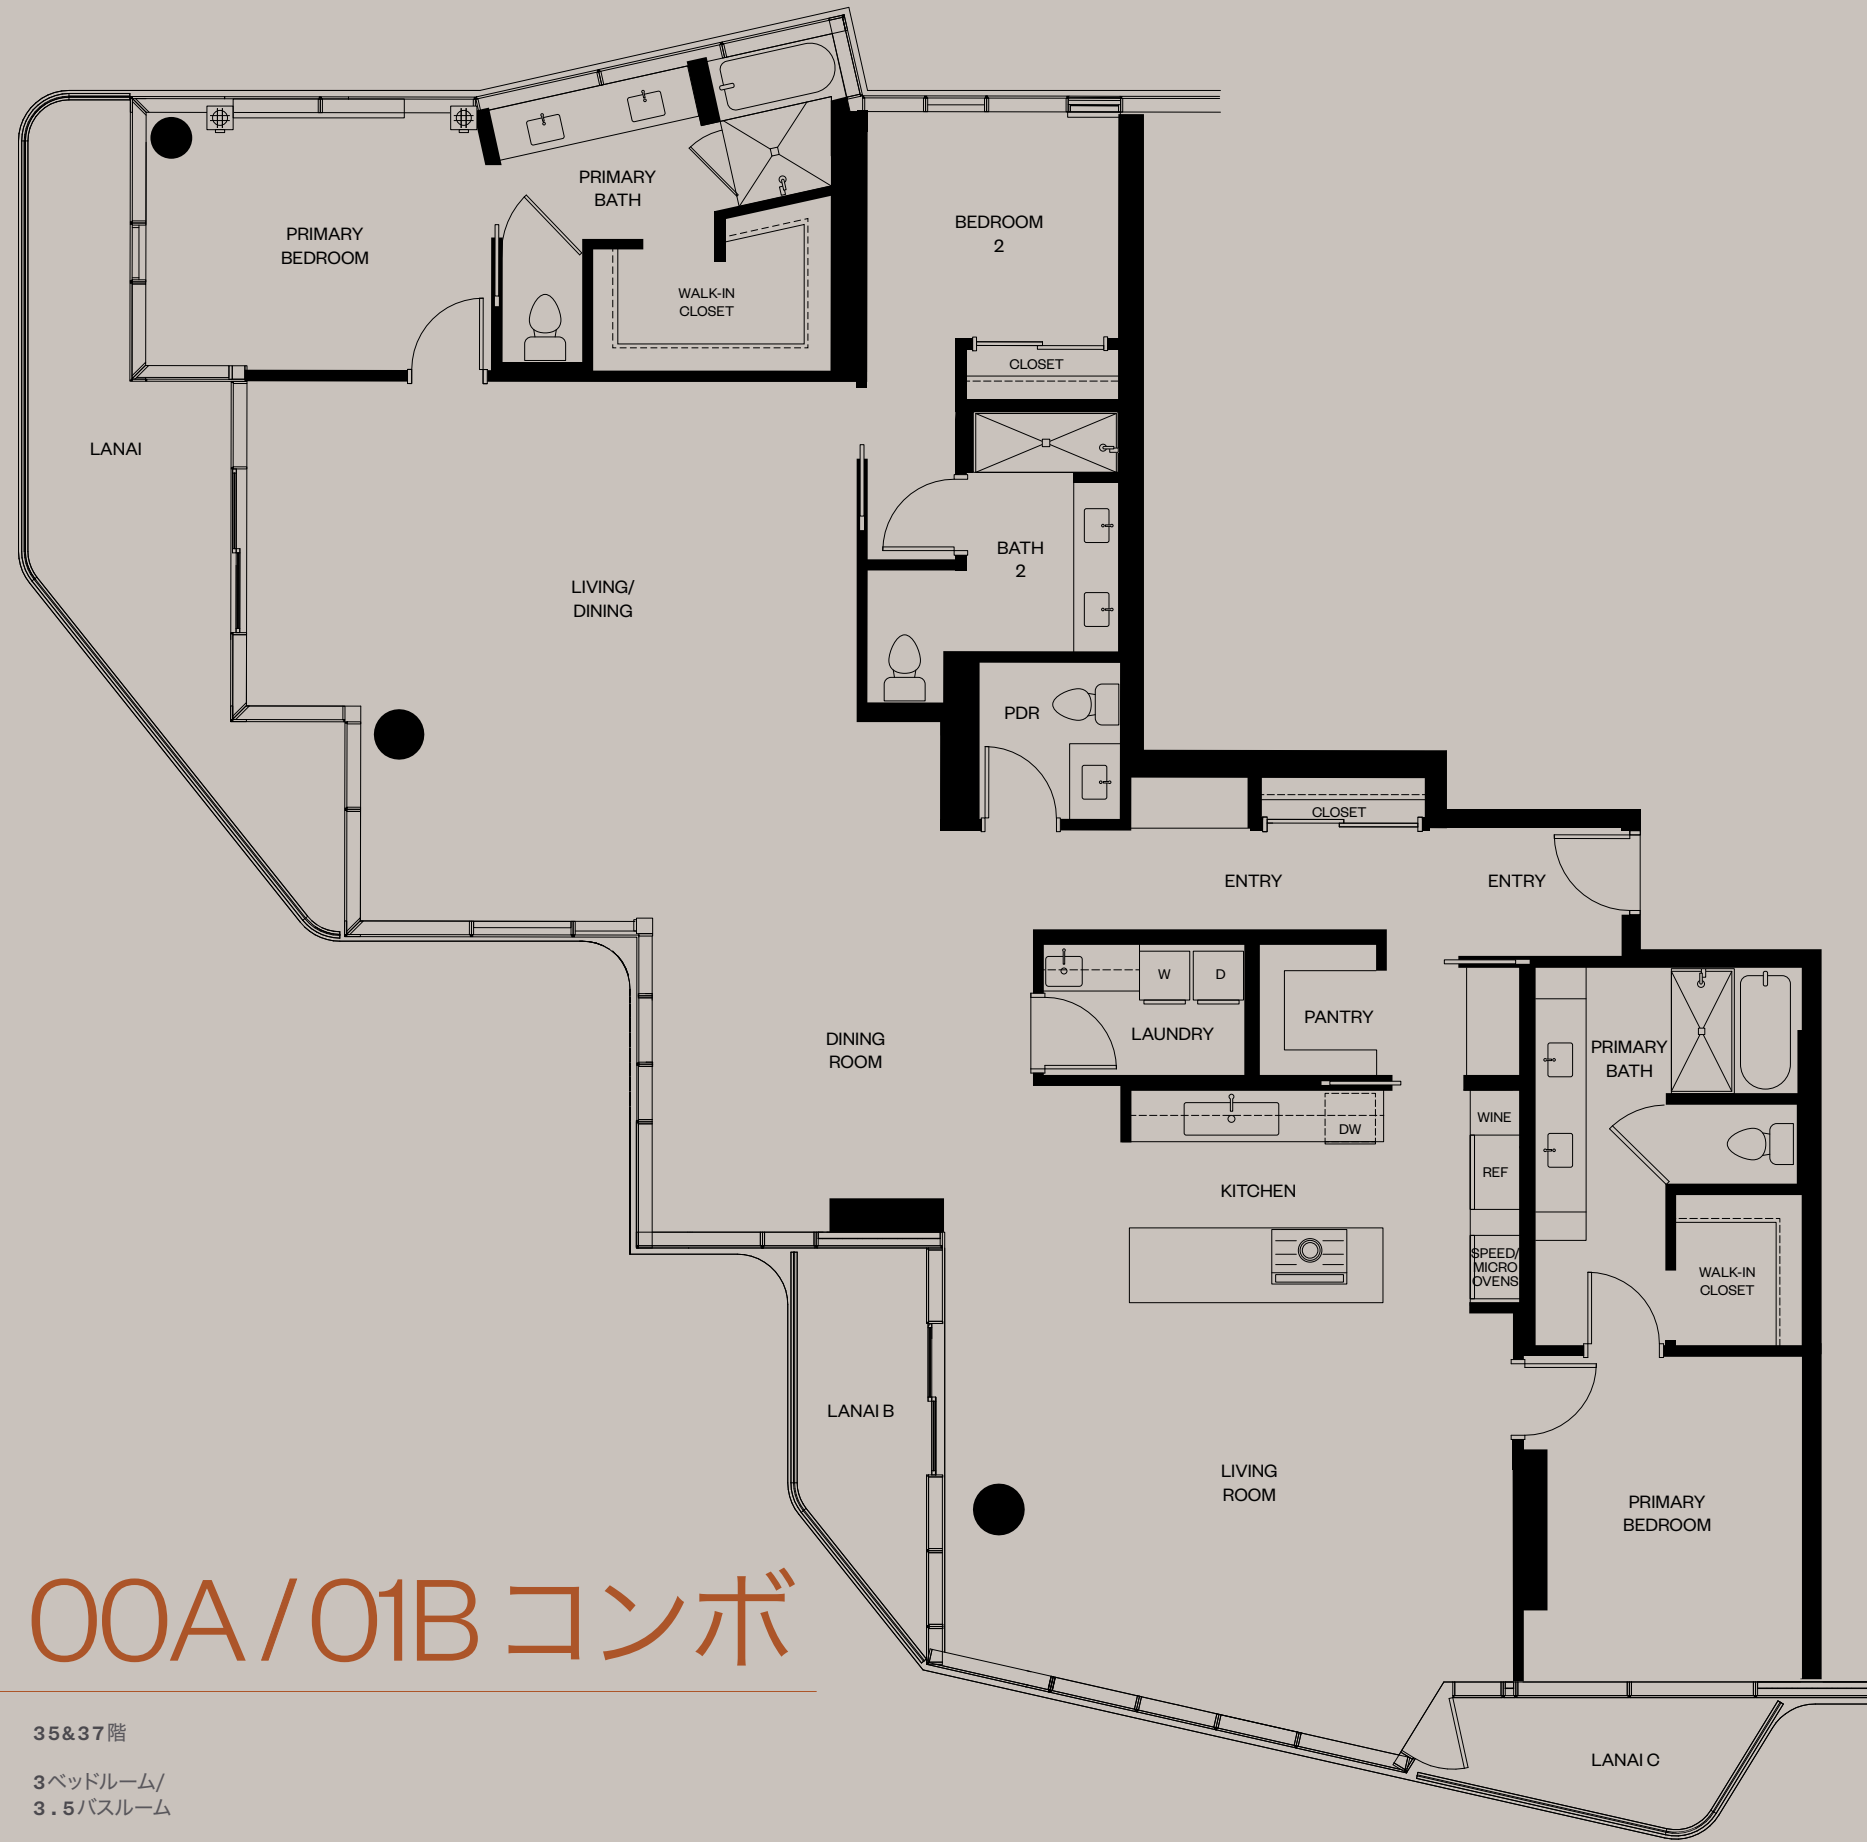 PRIMARY
BATH
PRIMARY
BEDROOM
BEDROOM
2
WALK-IN
CLOSET
CLOSET
LANAI
BATH
2
LIVING/
DINING
PDR
CLOSET
ENTRY
ENTRY
W
D
LAUNDRY
PANTRY
DINING
ROOM
PRIMARY
BATH
WINE
DW
REF
KITCHEN
SPEED/
MICRO
OVENS
WALK-IN
CLOSET
LANAI B
LIVING
ROOM
PRIMARY
BEDROOM
00A/01B コンボ
35&37階
3ベッドルーム/
3.5バスルーム
LANAI C